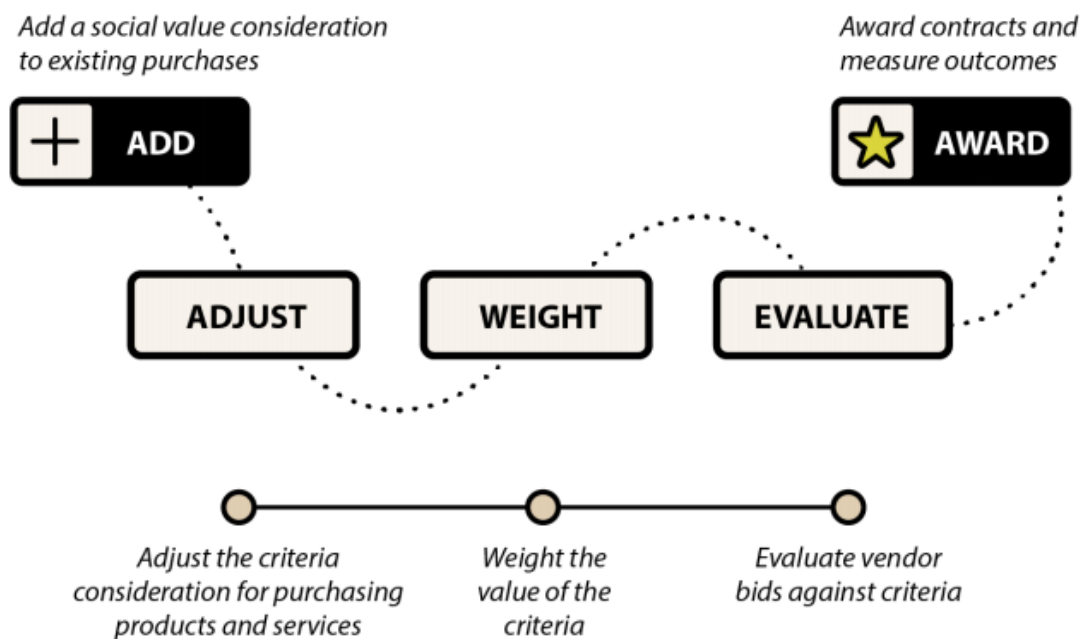 Add a social value consideration
to existing purchases
ADD
Award contracts and
measure outcomes
AWARD
ADJUST
WEIGHT
EVALUATE
Adjust the criteria
consideration for purchasing
products and services
Weight the
value of the
criteria
Evaluate vendor
bids against criteria